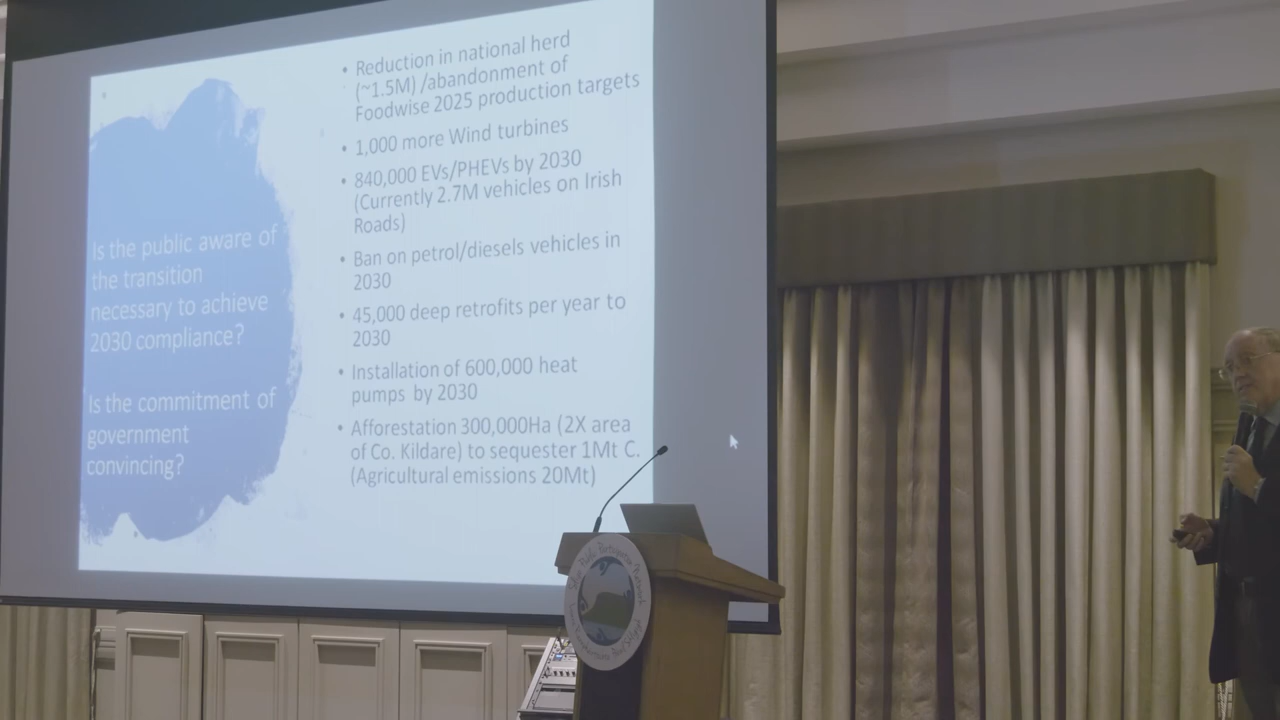 Is the public aware of
the transition
necessary to achieve
2030 compliance?
Is the commitment of
government
convincing?
• Reduction in national herd
(~1.5M) /abandonment of
Foodwise 2025 production targets
• 1,000 more Wind turbines
• 840,000 EVs/PHEVs by 2030
(Currently 2.7M vehicles on Irish
Roads)
• Ban on petrol/diesels vehicles in
2030
• 45,000 deep retrofits per year to
2030
• Installation of 600,000 heat
pumps by 2030
• Afforestation 300,000Ha (2X area
of Co. Kildare) to sequester 1Mt C.
(Agricultural emissions 20Mt)
Public Participation Network